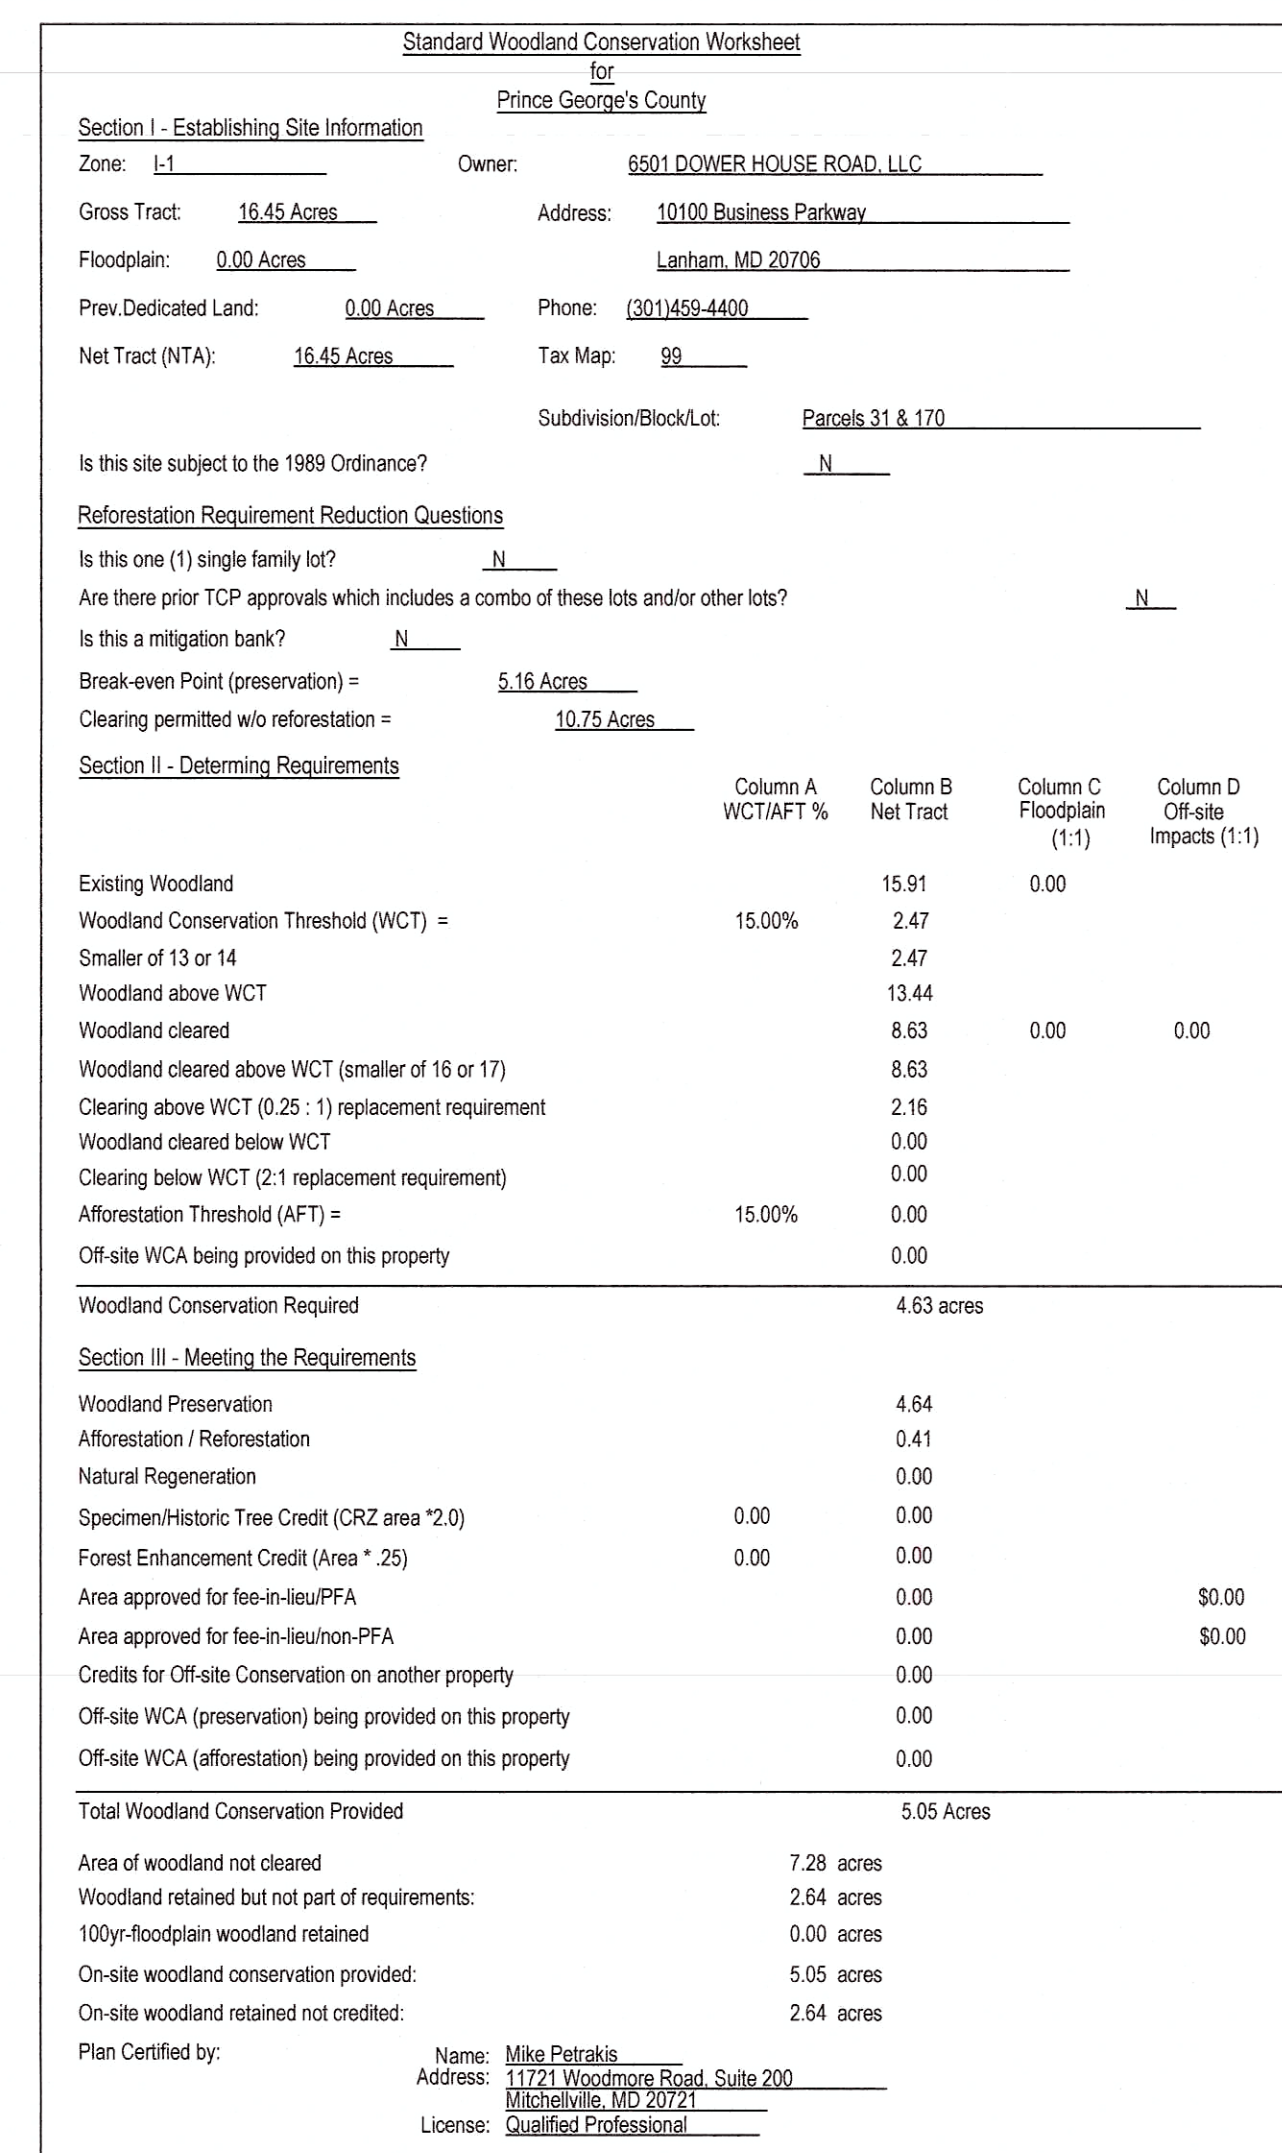 Standard Woodland Conservation Worksheet
for
Prince George's County
Section I - Establishing Site Information
Zone: I-1 Owner: 6501 DOWER HOUSE ROAD, LLC
Gross Tract: 16.45 Acres Address: 10100 Business Parkway
Floodplain: 0.00 Acres Lanham, MD 20706
Prev.Dedicated Land: 0.00 Acres Phone: (301)459-4400
Net Tract (NTA): 16.45 Acres Tax Map: 99
Subdivision/Block/Lot: Parcels 31 & 170
Is this site subject to the 1989 Ordinance? N
Reforestation Requirement Reduction Questions
Is this one (1) single family lot? N
Are there prior TCP approvals which includes a combo of these lots and/or other lots? N
Is this a mitigation bank? N
Break-even Point (preservation) = 5.16 Acres
Clearing permitted w/o reforestation = 10.75 Acres
Section II - Determing Requirements
Column A Column B Column C Column D
WCT/AFT % Net Tract Floodplain Off-site
(1:1) Impacts (1:1)
Existing Woodland 15.91 0.00
Woodland Conservation Threshold (WCT) = 15.00% 2.47
Smaller of 13 or 14 2.47
Woodland above WCT 13.44
Woodland cleared 8.63 0.00 0.00
Woodland cleared above WCT (smaller of 16 or 17) 8.63
Clearing above WCT (0.25 : 1) replacement requirement 2.16
Woodland cleared below WCT 0.00
Clearing below WCT (2:1 replacement requirement) 0.00
Afforestation Threshold (AFT) = 15.00% 0.00
Off-site WCA being provided on this property 0.00
Woodland Conservation Required 4.63 acres
Section III - Meeting the Requirements
Woodland Preservation 4.64
Afforestation / Reforestation 0.41
Natural Regeneration 0.00
Specimen/Historic Tree Credit (CRZ area *2.0) 0.00 0.00
Forest Enhancement Credit (Area * .25) 0.00 0.00
Area approved for fee-in-lieu/PFA 0.00 $0.00
Area approved for fee-in-lieu/non-PFA 0.00 $0.00
Credits for Off-site Conservation on another property 0.00
Off-site WCA (preservation) being provided on this property 0.00
Off-site WCA (afforestation) being provided on this property 0.00
Total Woodland Conservation Provided 5.05 Acres
Area of woodland not cleared 7.28 acres
Woodland retained but not part of requirements: 2.64 acres
100yr-floodplain woodland retained 0.00 acres
On-site woodland conservation provided: 5.05 acres
On-site woodland retained not credited: 2.64 acres
Plan Certified by: Name: Mike Petrakis
Address: 11721 Woodmore Road, Suite 200
Mitchellville, MD 20721
License: Qualified Professional